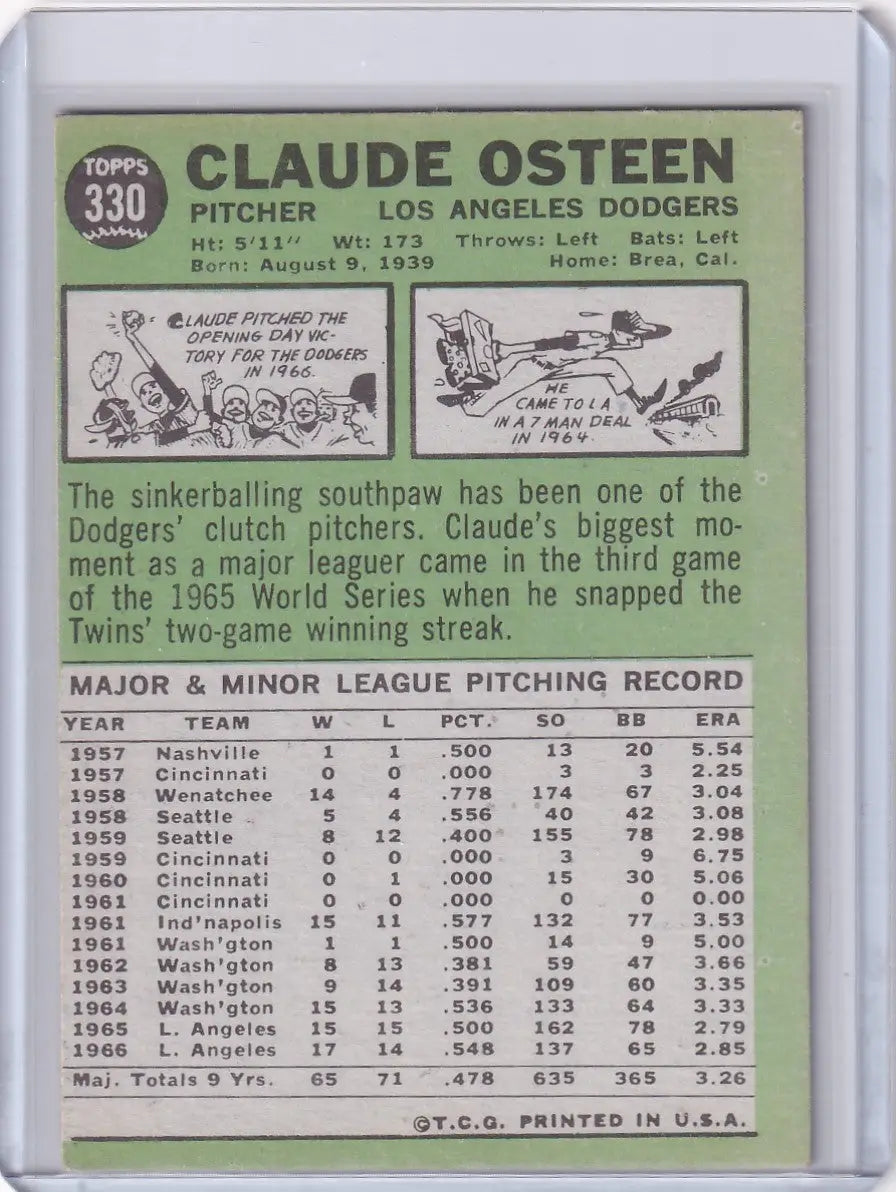 TOPPS
330
CLAUDE OSTEEN
PITCHER LOS ANGELES DODGERS
Ht: 5'11" Wt: 173 Throws: Left Bats: Left
Born: August 9, 1939 Home: Brea, Cal.
CLAUDE PITCHED THE
OPENING DAY VIC-
TORY FOR THE DODGERS
IN 1966.
HE
CAME TO L A
IN A 7 MAN DEAL
IN 1964.
The sinkerballing southpaw has been one of the
Dodgers' clutch pitchers. Claude's biggest mo-
ment as a major leaguer came in the third game
of the 1965 World Series when he snapped the
Twins' two-game winning streak.
MAJOR & MINOR LEAGUE PITCHING RECORD
YEAR TEAM W L PCT. SO BB ERA
1957 Nashville 1 1 .500 13 20 5.54
1957 Cincinnati 0 0 .000 3 3 2.25
1958 Wenatchee 14 4 .778 174 67 3.04
1958 Seattle 5 4 .556 40 42 3.08
1959 Seattle 8 12 .400 155 78 2.98
1959 Cincinnati 0 0 .000 3 9 6.75
1960 Cincinnati 0 1 .000 15 30 5.06
1961 Cincinnati 0 0 .000 0 0 0.00
1961 Ind'napolis 15 11 .577 132 77 3.53
1961 Wash'gton 1 1 .500 14 9 5.00
1962 Wash'gton 8 13 .381 59 47 3.66
1963 Wash'gton 9 14 .391 109 60 3.35
1964 Wash'gton 15 13 .536 133 64 3.33
1965 L. Angeles 15 15 .500 162 78 2.79
1966 L. Angeles 17 14 .548 137 65 2.85
Maj. Totals 9 Yrs. 65 71 .478 635 365 3.26
©T.C.G. PRINTED IN U.S.A.